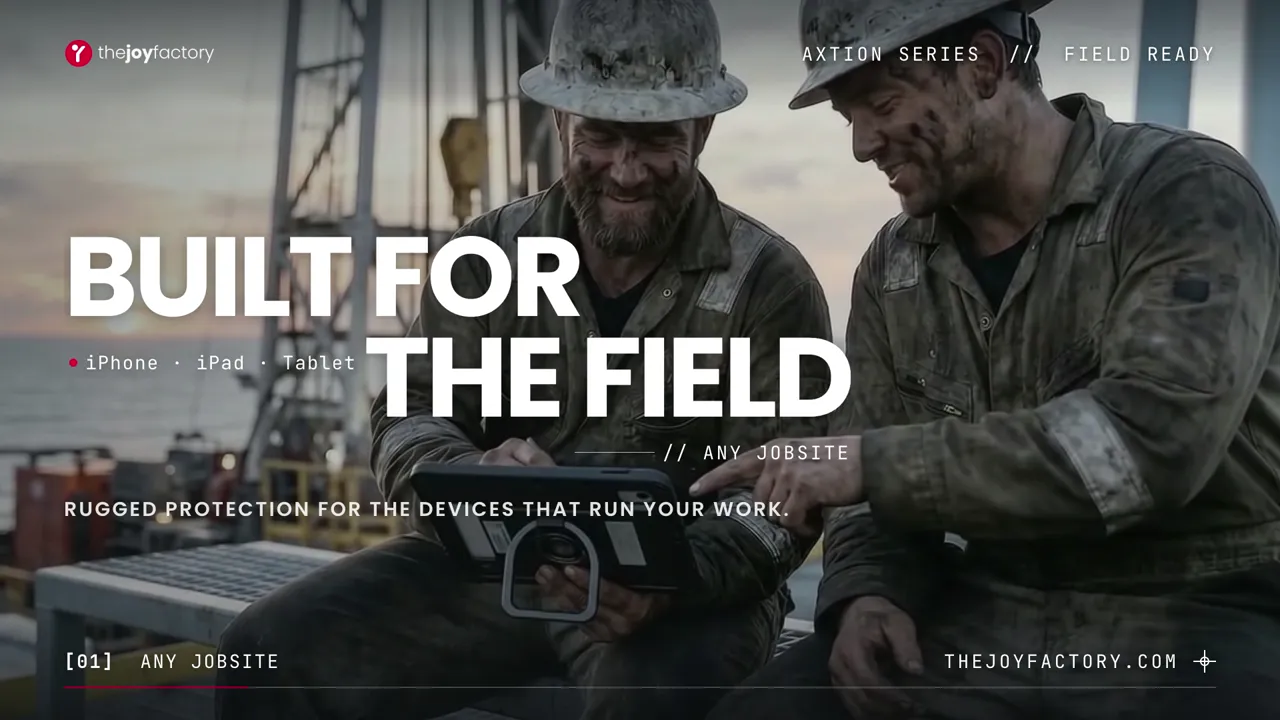 thejoyfactory
AXTION SERIES // FIELD READY
BUILT FOR
• iPhone · iPad · Tablet
THE FIELD
// ANY JOBSITE
RUGGED PROTECTION FOR THE DEVICES THAT RUN YOUR WORK.
[01] ANY JOBSITE
THEJOYFACTORY.COM